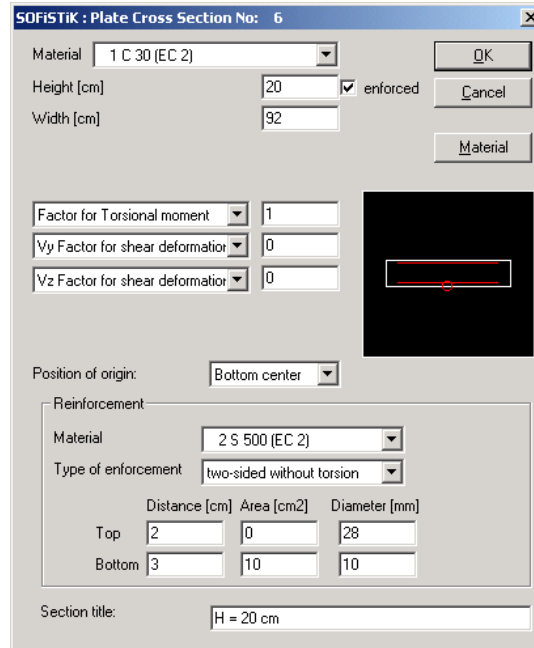 SOFiSTiK : Plate Cross Section No: 6
Material 1 C 30 (EC 2) OK
Height [cm] 20 enforced Cancel
Width [cm] 92
Material
Factor for Torsional moment 1
Vy Factor for shear deformation 0
Vz Factor for shear deformation 0
Position of origin: Bottom center
Reinforcement
Material 2 S 500 (EC 2)
Type of enforcement two-sided without torsion
Distance [cm] Area [cm2] Diameter [mm]
Top 2 0 28
Bottom 3 10 10
Section title: H = 20 cm